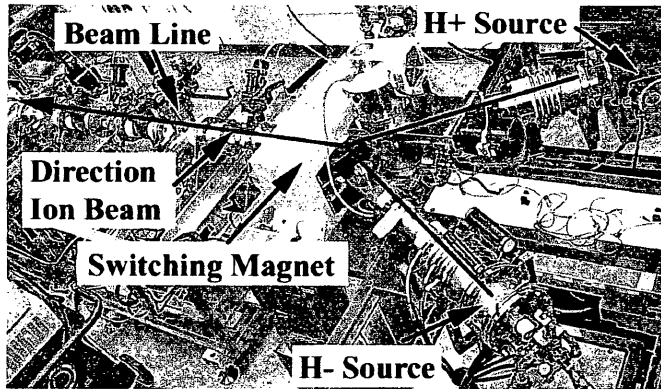 Beam Line
H+ Source
Direction
Ion Beam
Switching Magnet
H- Source